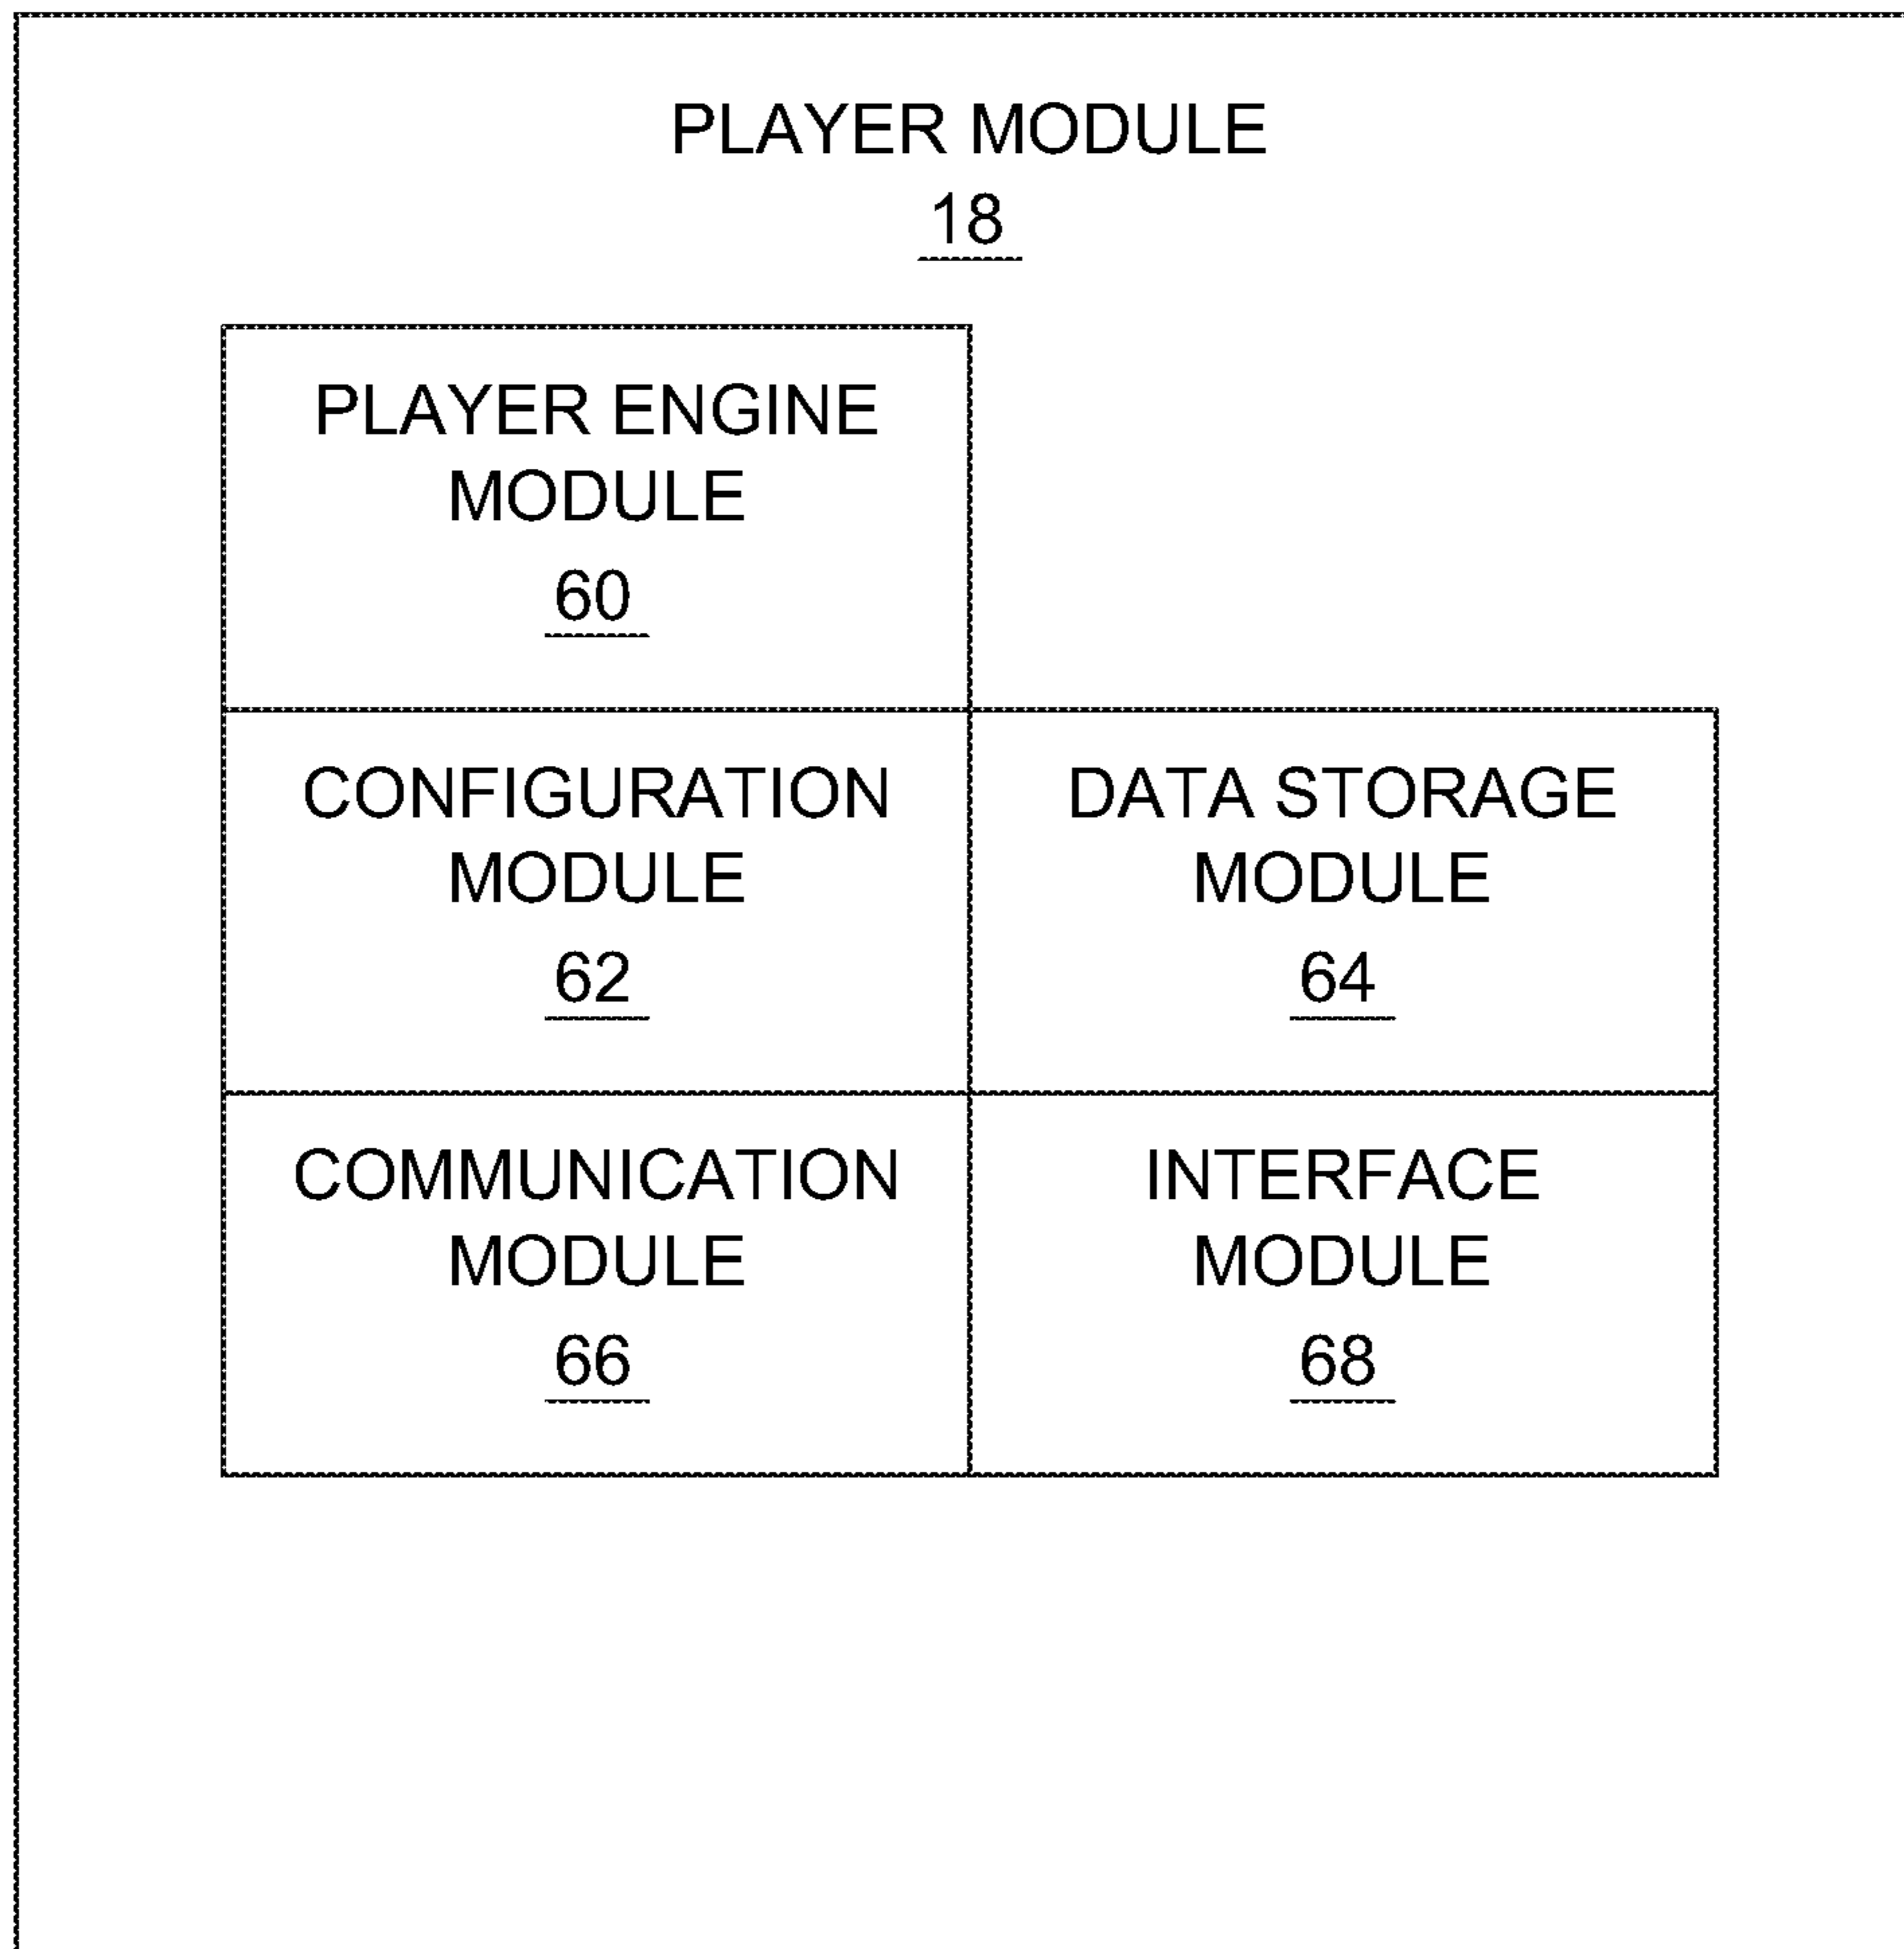 PLAYER MODULE
18
PLAYER ENGINE
MODULE
60
CONFIGURATION
MODULE
62
DATA STORAGE
MODULE
64
COMMUNICATION
MODULE
66
INTERFACE
MODULE
68